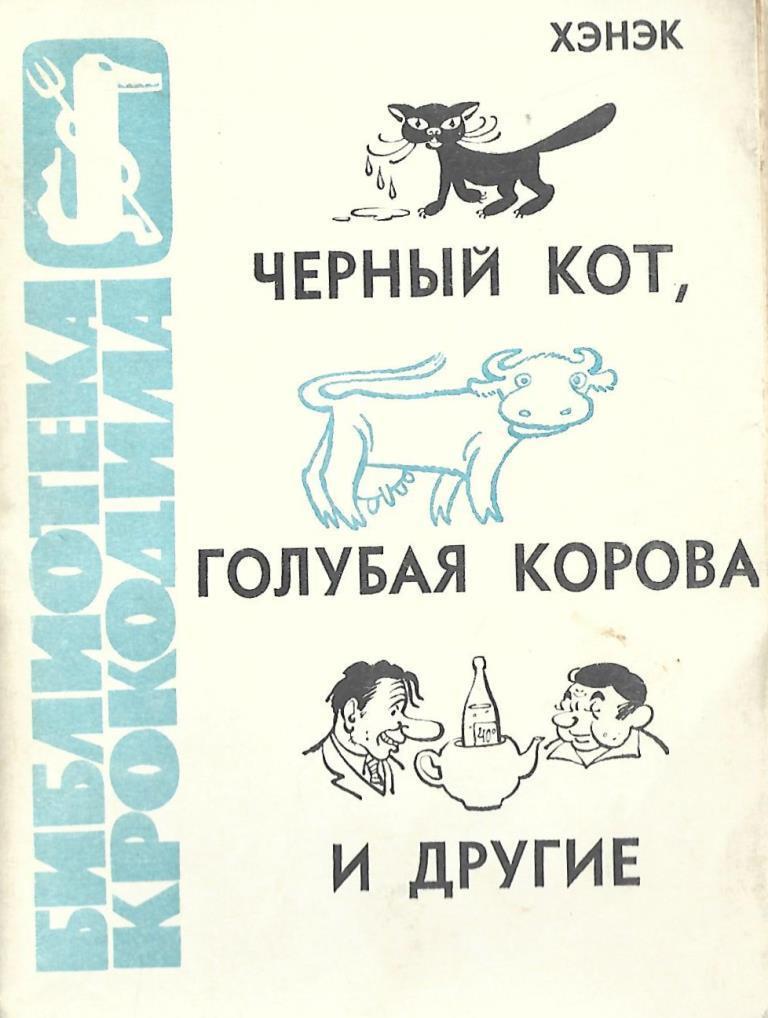 ХЭНЭК
БИБЛИОТЕКА
КРОКОДИЛА
ЧЕРНЫЙ КОТ,
ГОЛУБАЯ КОРОВА
40°
И ДРУГИЕ